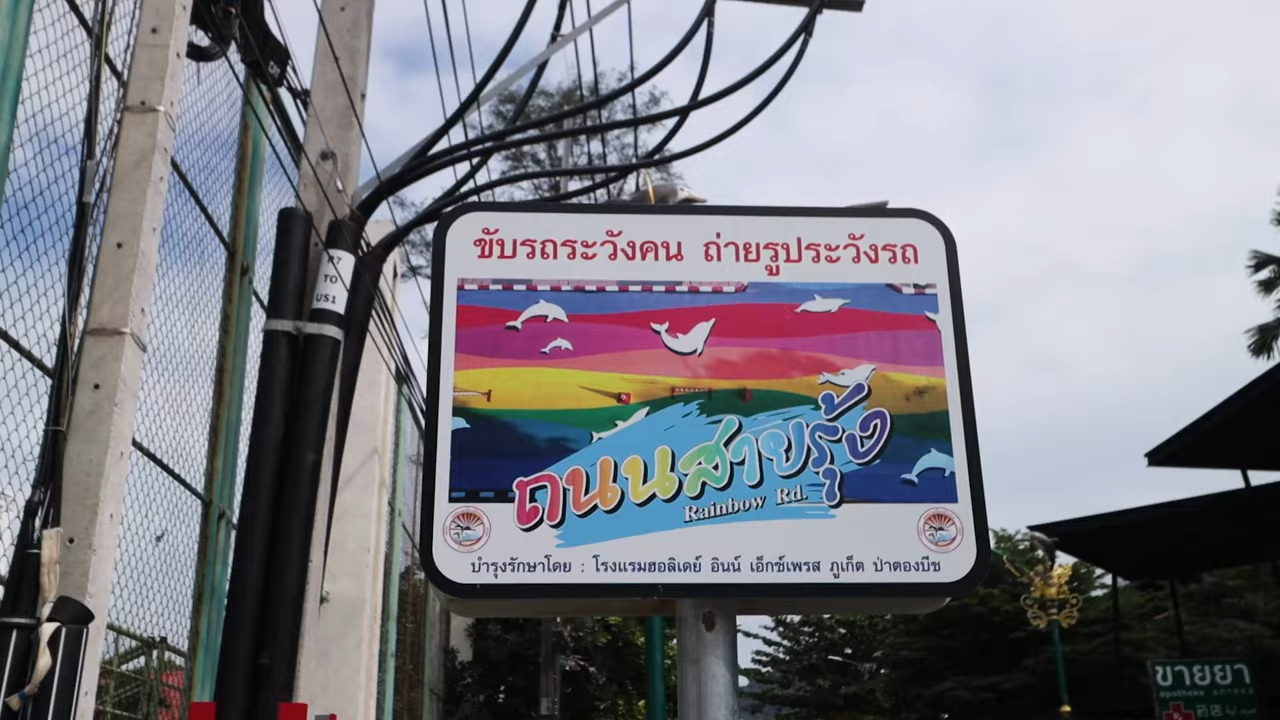 ขับรถระวังคน ถ่ายรูประวังรถ
ถนนสายรุ้ง
Rainbow Rd.
บำรุงรักษาโดย : โรงแรมฮอลิเดย์ อินน์ เอ็กซ์เพรส ภูเก็ต ป่าตองบีช
TO
US1
ขายยา
apotheke